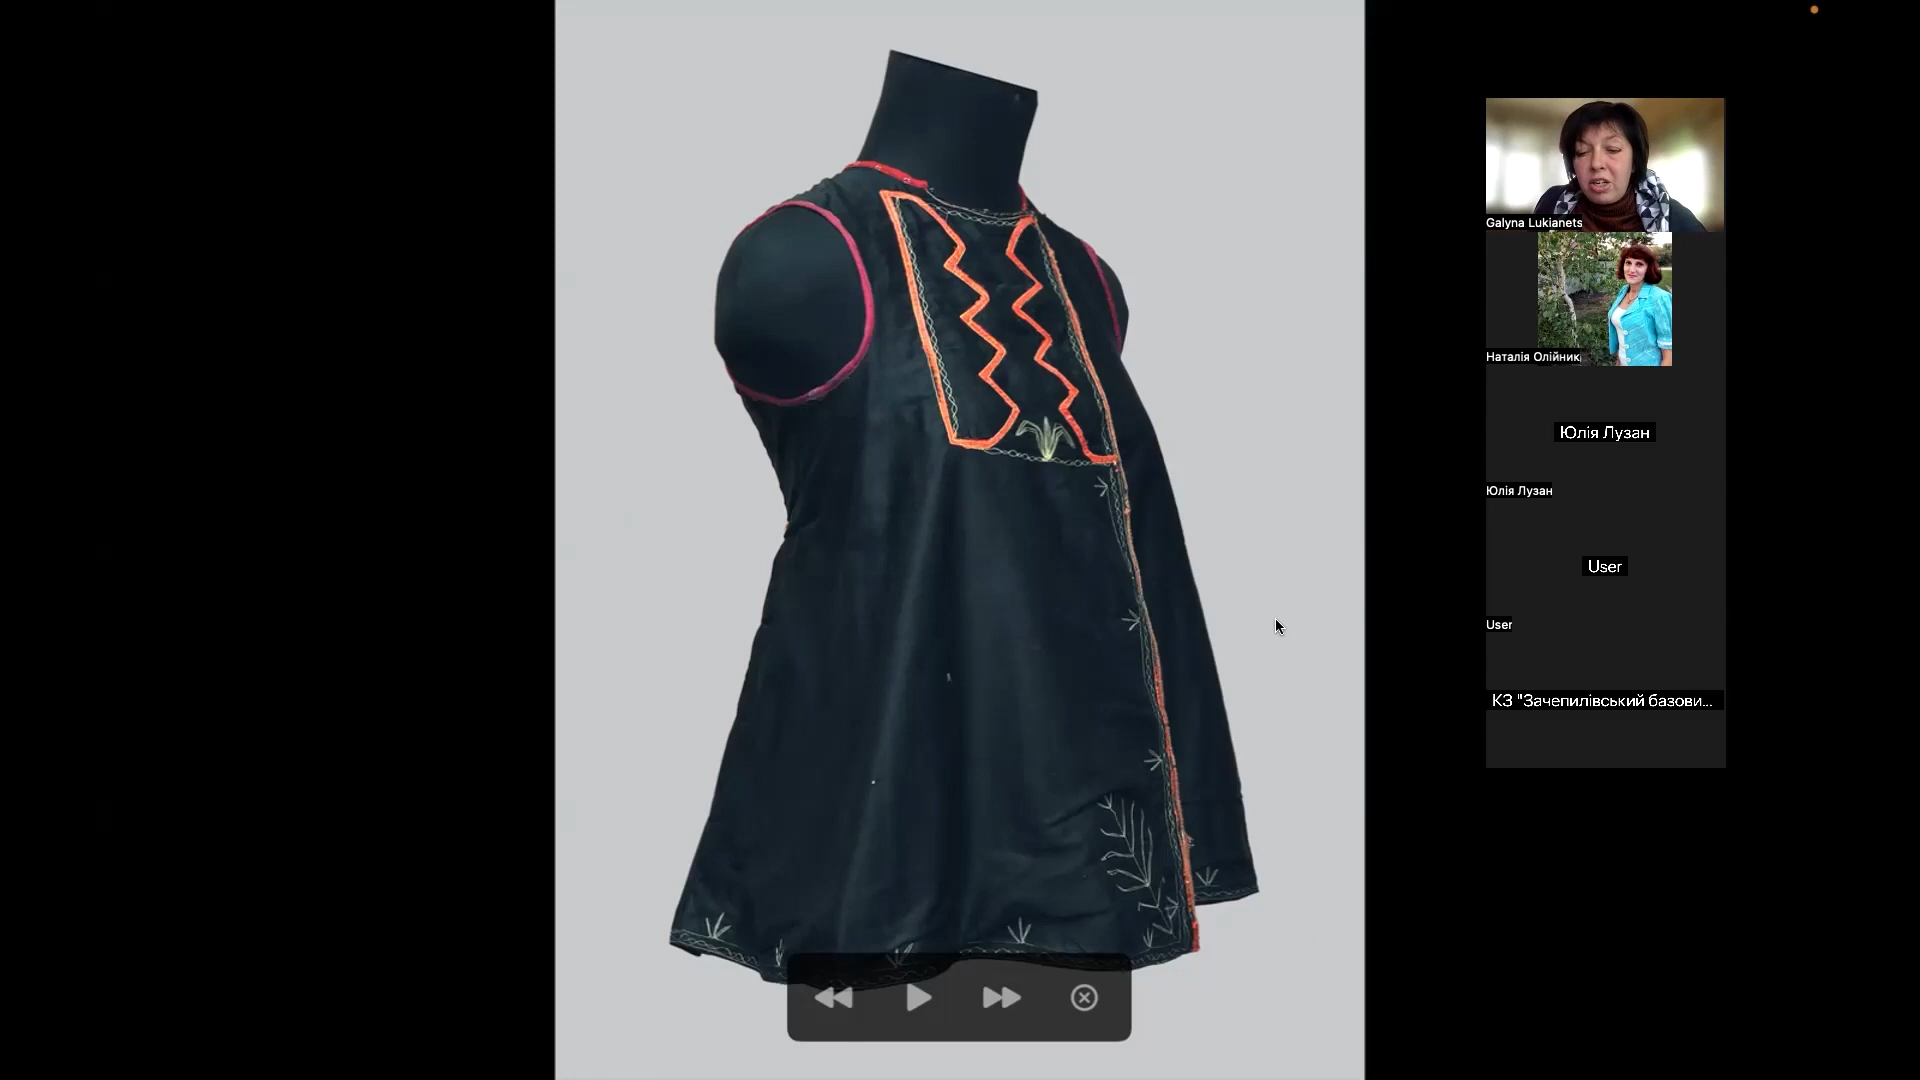 Galyna Lukianets
Наталія Олійник
Юлія Лузан
Юлія Лузан
User
User
КЗ "Зачепилівський базови...